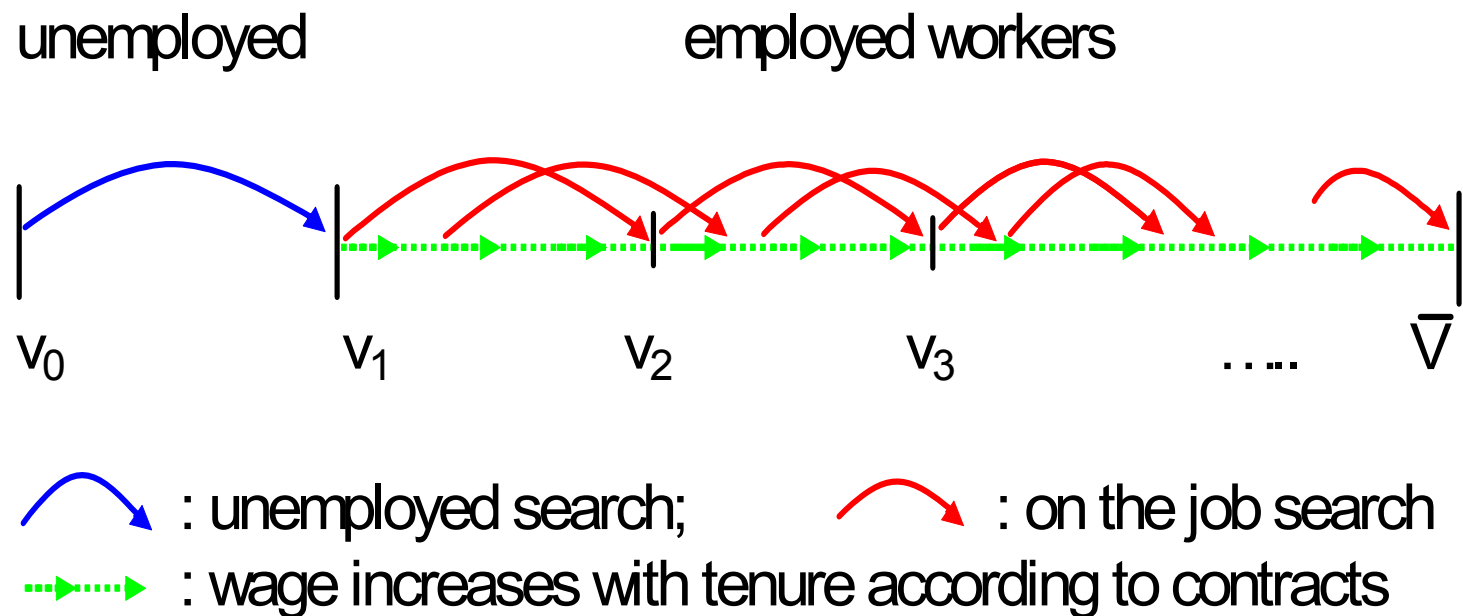 unemployed employed workers
v₀ v₁ v₂ v₃ ..... V̅
: unemployed search; : on the job search
: wage increases with tenure according to contracts